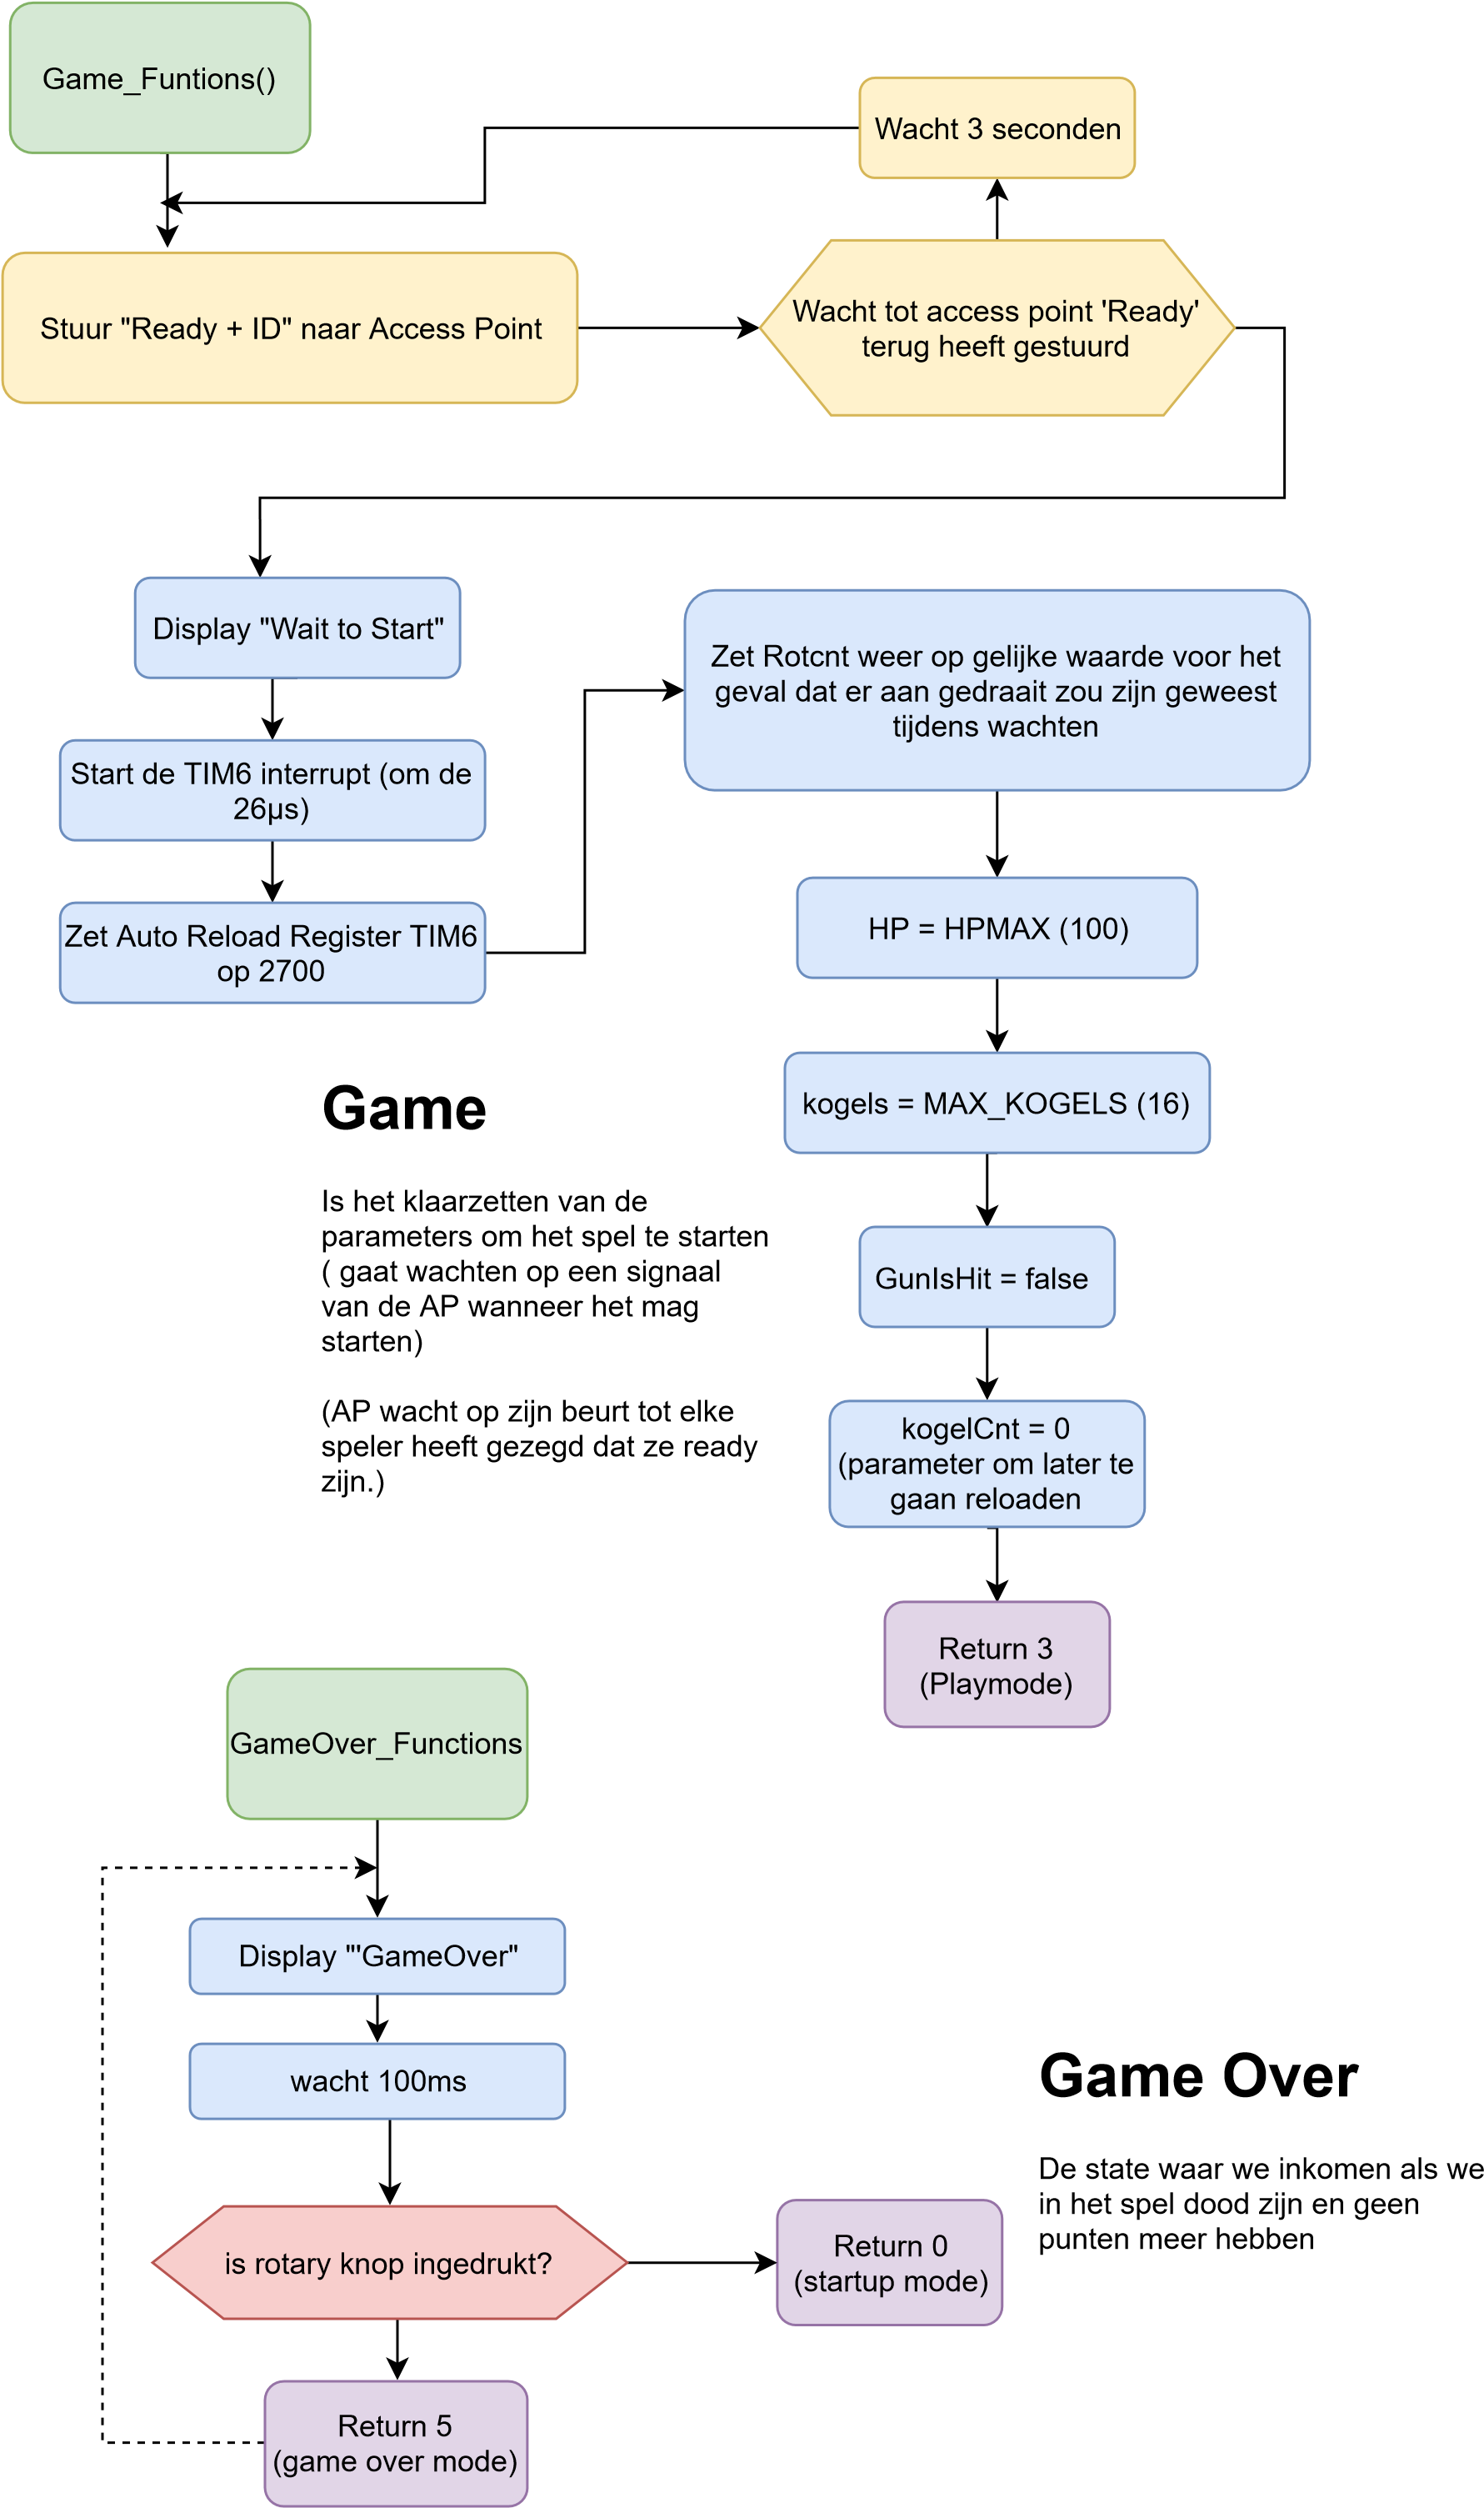 Game_Funtions()
Wacht 3 seconden
Stuur "Ready + ID" naar Access Point
Wacht tot access point 'Ready'
terug heeft gestuurd
Display "Wait to Start"
Start de TIM6 interrupt (om de
26µs)
Zet Auto Reload Register TIM6
op 2700
Zet Rotcnt weer op gelijke waarde voor het
geval dat er aan gedraait zou zijn geweest
tijdens wachten
HP = HPMAX (100)
kogels = MAX_KOGELS (16)
GunIsHit = false
kogelCnt = 0
(parameter om later te
gaan reloaden
Return 3
(Playmode)
Game
Is het klaarzetten van de
parameters om het spel te starten
( gaat wachten op een signaal
van de AP wanneer het mag
starten)
(AP wacht op zijn beurt tot elke
speler heeft gezegd dat ze ready
zijn.)
GameOver_Functions
Display "'GameOver"
wacht 100ms
is rotary knop ingedrukt?
Return 0
(startup mode)
Return 5
(game over mode)
Game Over
De state waar we inkomen als we
in het spel dood zijn en geen
punten meer hebben